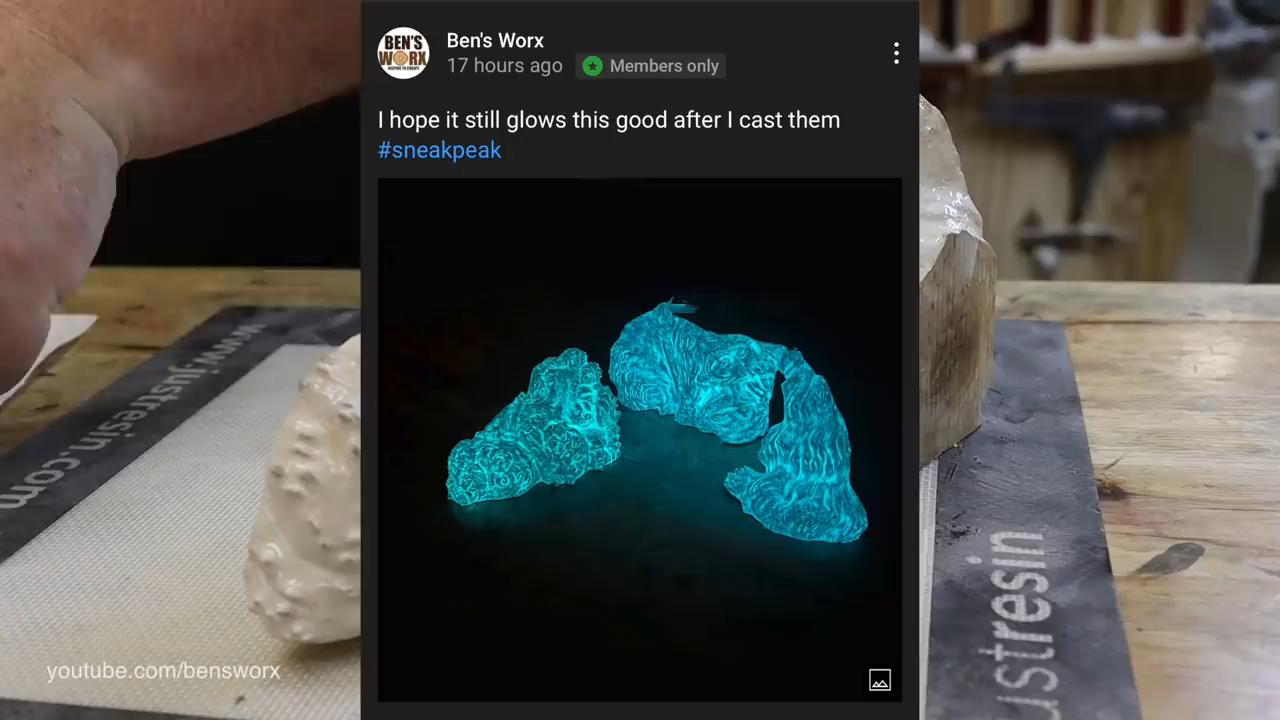 BEN'S
WORX
Ben's Worx
17 hours ago
Members only
I hope it still glows this good after I cast them
#sneakpeak
www.justresin.com
justresin
youtube.com/bensworx